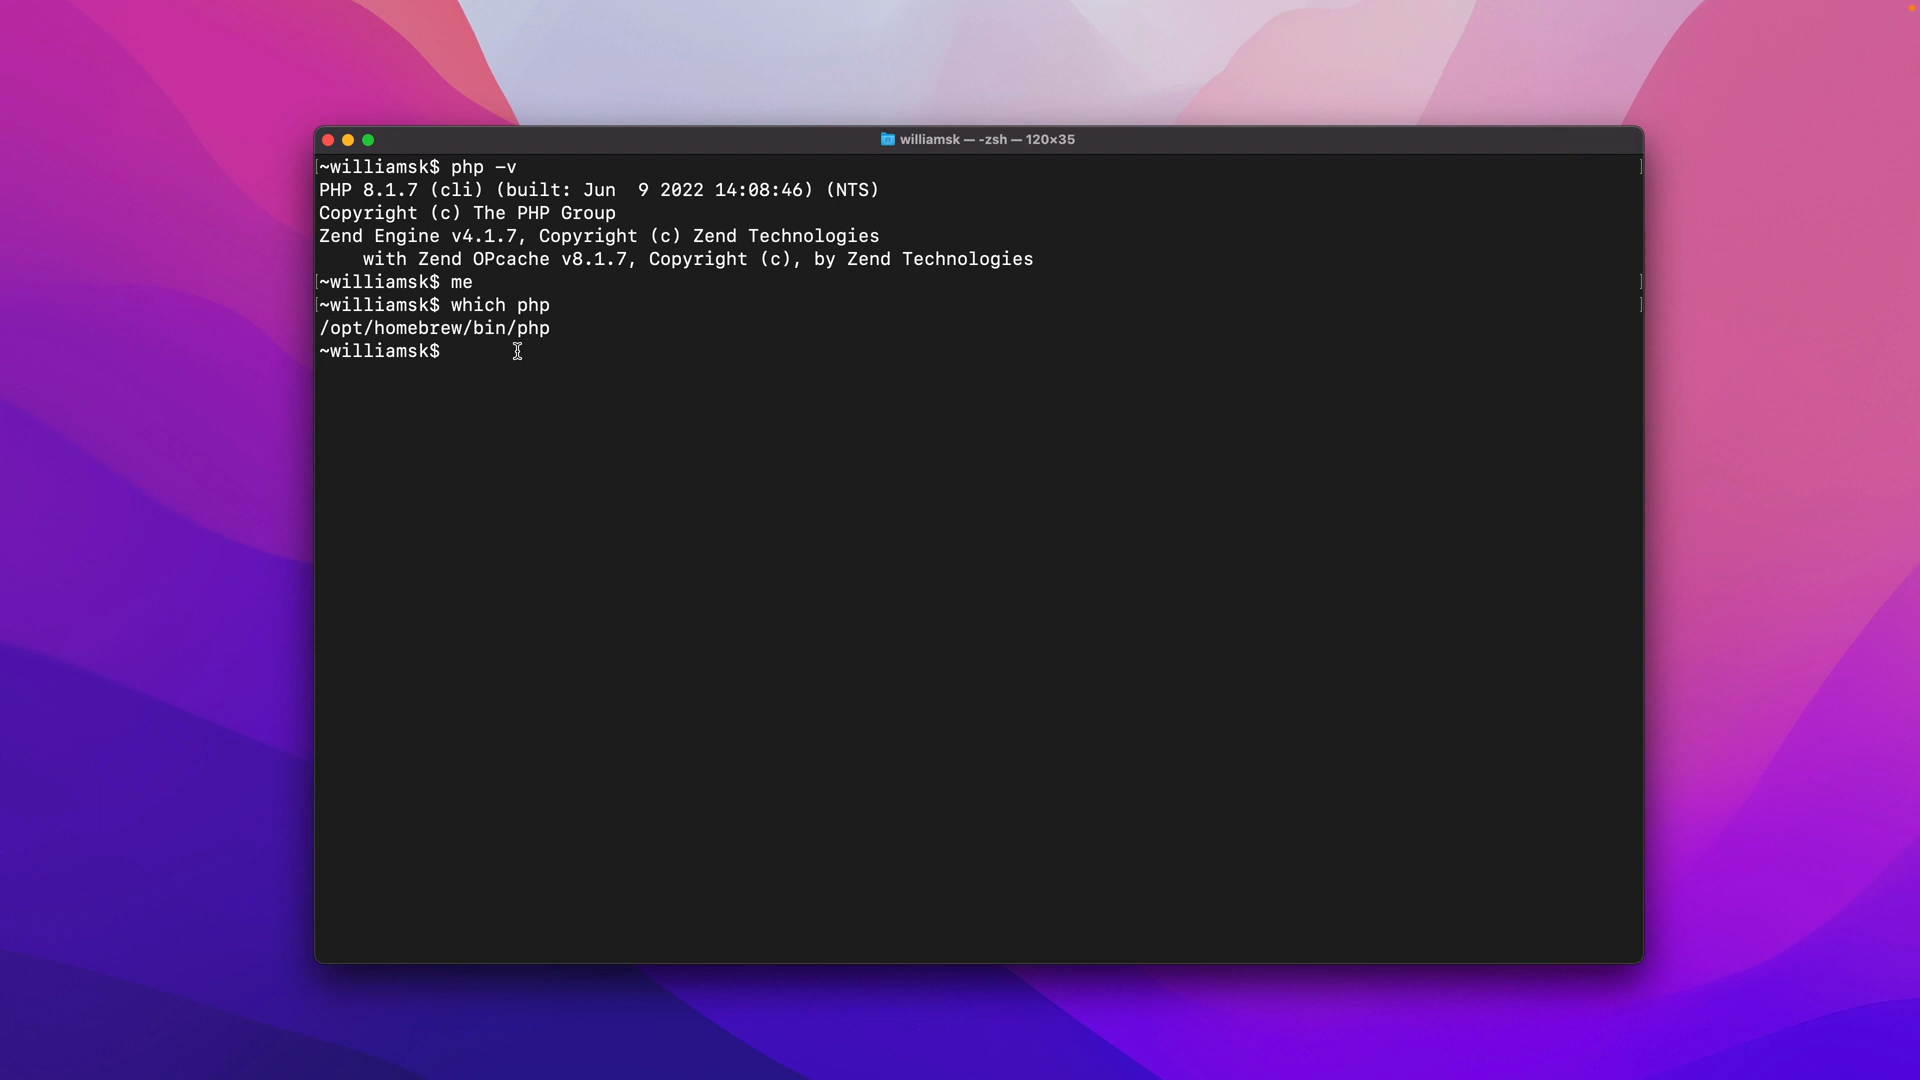 williamsk — -zsh — 120×35
[~williamsk$ php -v ]
PHP 8.1.7 (cli) (built: Jun  9 2022 14:08:46) (NTS)
Copyright (c) The PHP Group
Zend Engine v4.1.7, Copyright (c) Zend Technologies
    with Zend OPcache v8.1.7, Copyright (c), by Zend Technologies
[~williamsk$ me ]
[~williamsk$ which php ]
/opt/homebrew/bin/php
~williamsk$